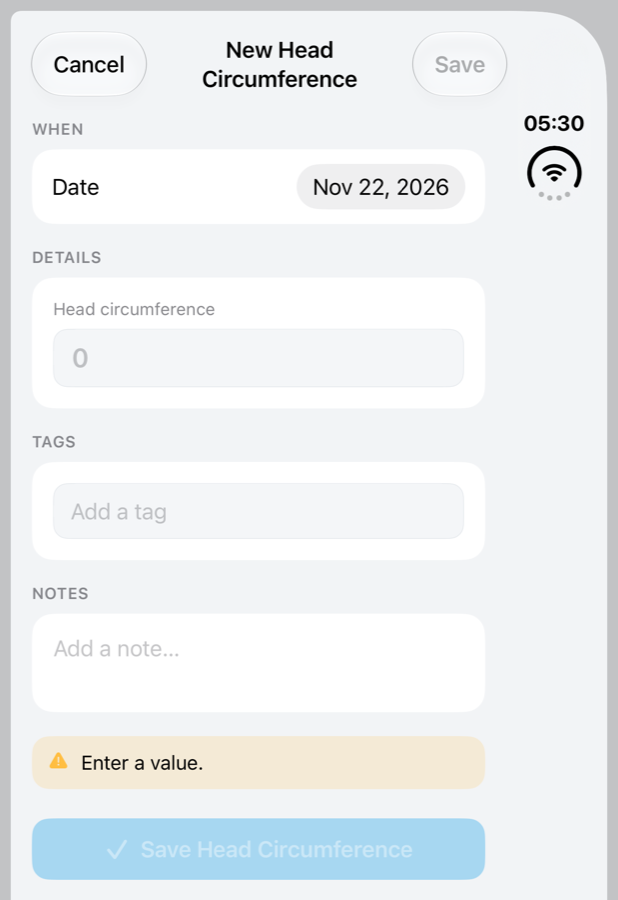 Cancel
New Head
Circumference
Save
05:30
WHEN
Date
Nov 22, 2026
DETAILS
Head circumference
0
TAGS
Add a tag
NOTES
Add a note...
Enter a value.
Save Head Circumference